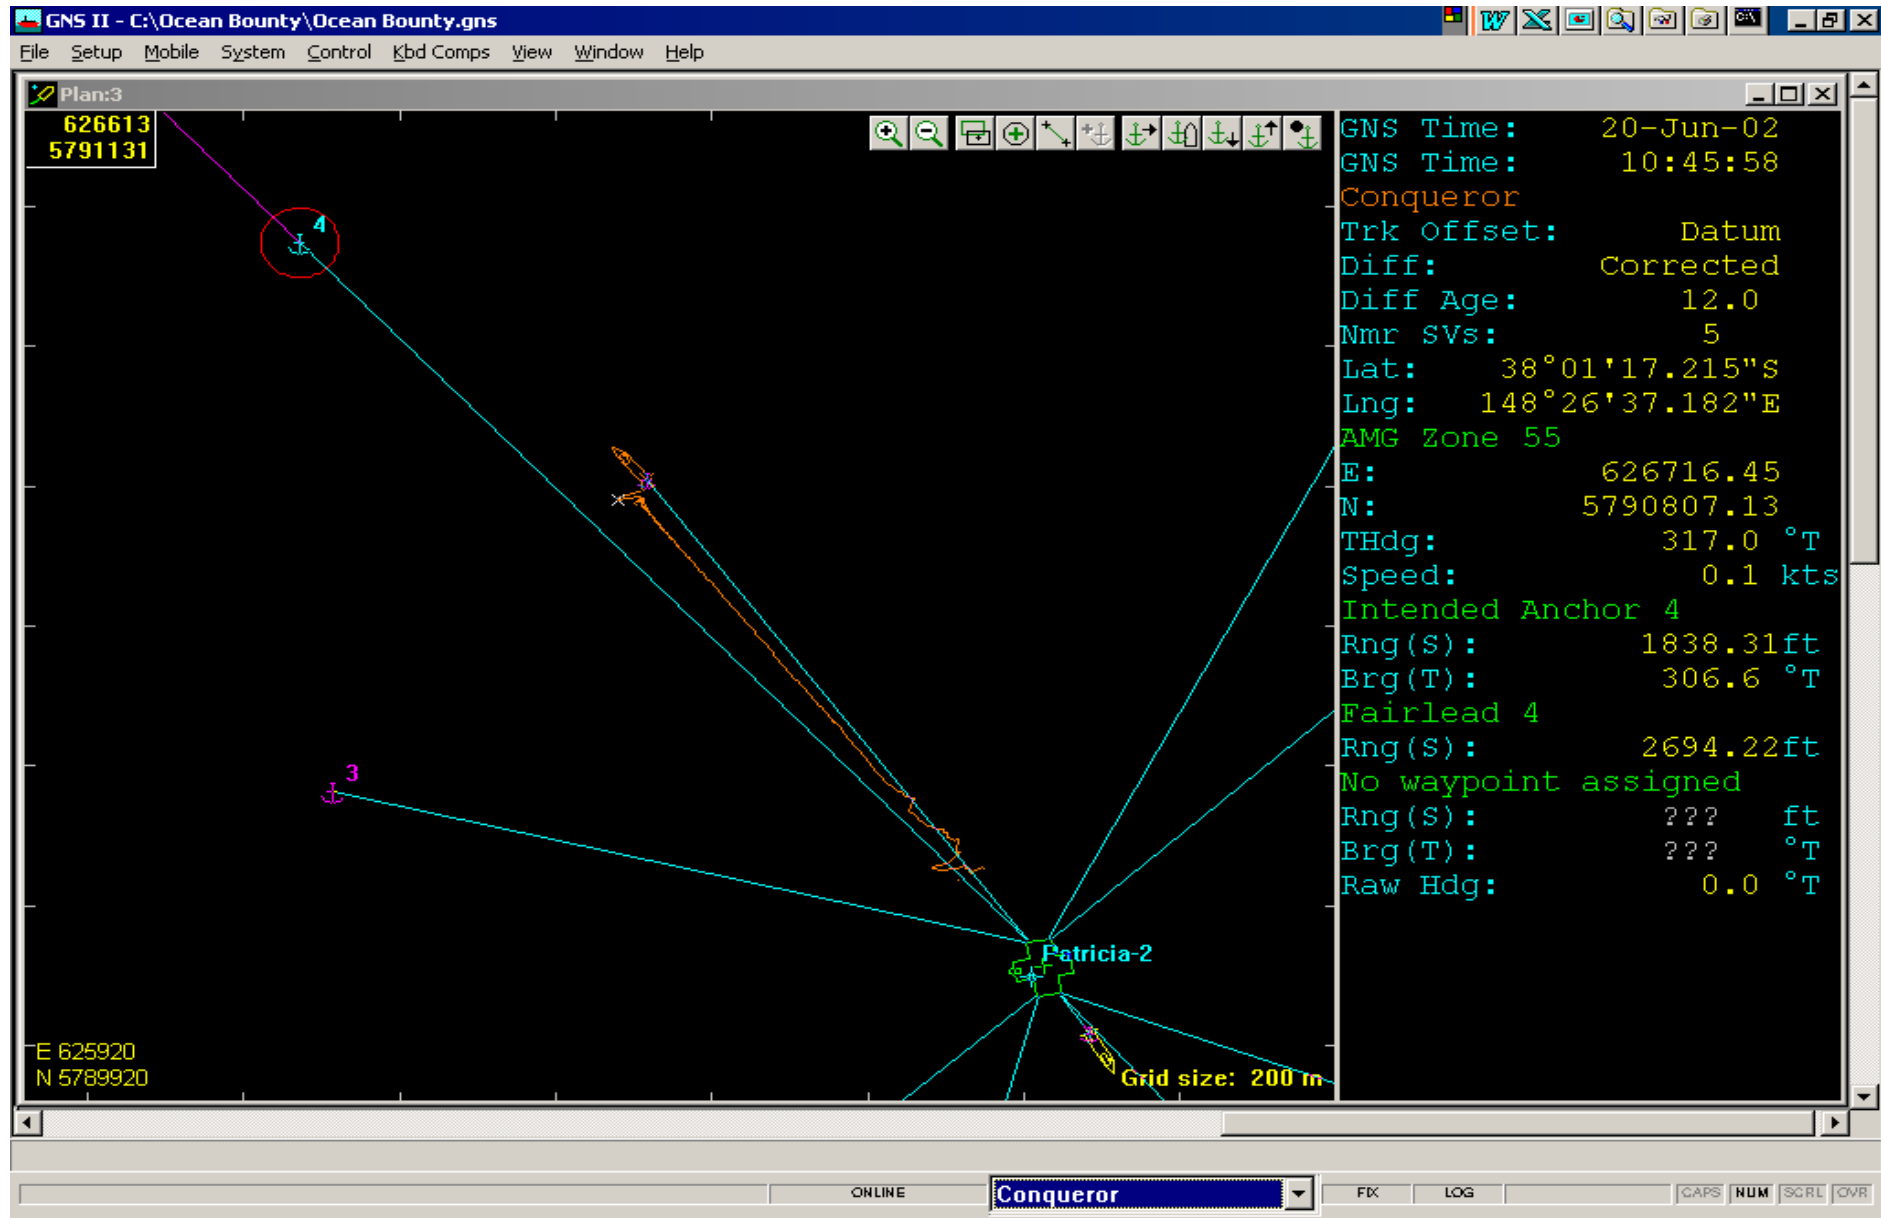 GNS II - C:\Ocean Bounty\Ocean Bounty.gns
File Setup Mobile System Control Kbd Comps View Window Help
Plan:3
626613
5791131
4
3
Patricia-2
E 625920
N 5789920
Grid size: 200 m
GNS Time: 20-Jun-02
GNS Time: 10:45:58
Conqueror
Trk Offset: Datum
Diff: Corrected
Diff Age: 12.0
Nmr SVs: 5
Lat: 38°01'17.215"S
Lng: 148°26'37.182"E
AMG Zone 55
E: 626716.45
N: 5790807.13
THdg: 317.0 °T
Speed: 0.1 kts
Intended Anchor 4
Rng(S): 1838.31ft
Brg(T): 306.6 °T
Fairlead 4
Rng(S): 2694.22ft
No waypoint assigned
Rng(S): ??? ft
Brg(T): ??? °T
Raw Hdg: 0.0 °T
ONLINE Conqueror FIX LOG CAPS NUM SCRL OVR